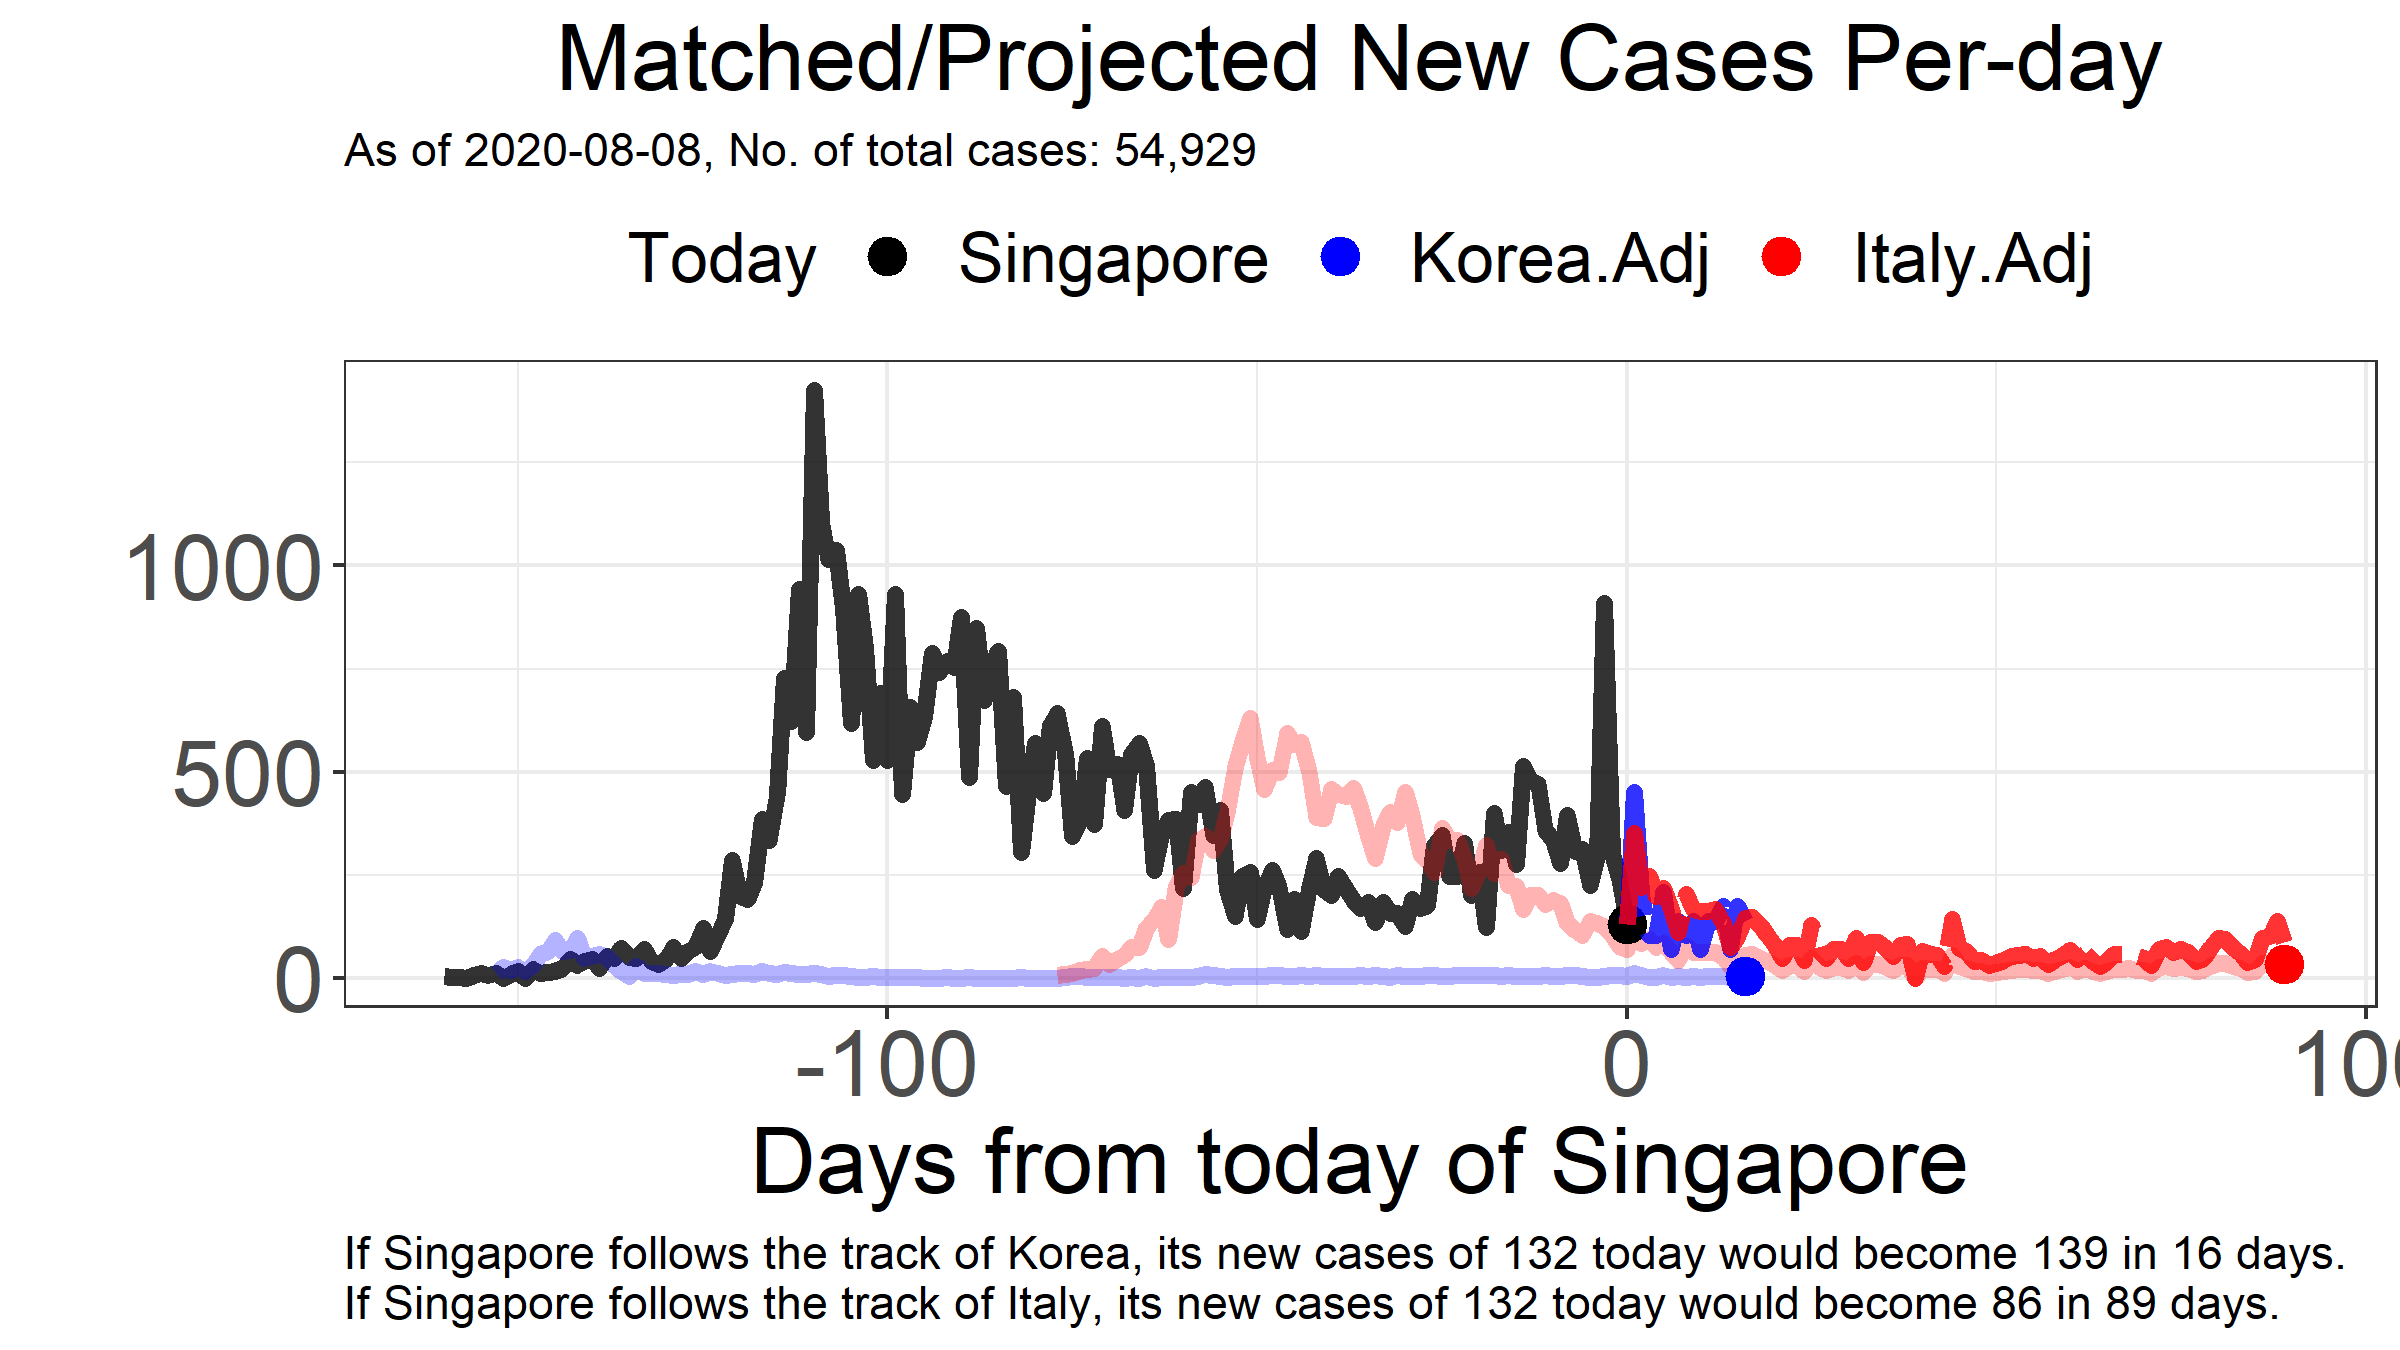 Matched/Projected New Cases Per-day
As of 2020-08-08, No. of total cases: 54,929
Today Singapore Korea.Adj Italy.Adj
1000
500
0
-100 0 100
Days from today of Singapore
If Singapore follows the track of Korea, its new cases of 132 today would become 139 in 16 days.
If Singapore follows the track of Italy, its new cases of 132 today would become 86 in 89 days.